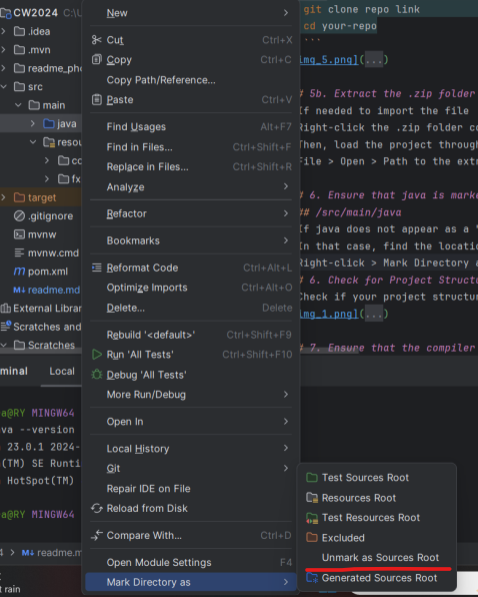 CW2024 C:\U
.idea
.mvn
readme_pho
src
main
java
resou
co
fx
target
.gitignore
mvnw
mvnw.cmd
pom.xml
readme.md
External Librar
Scratches and
Scratches
minal Local
a@RY MINGW64
va --version
23.0.1 2024-
(TM) SE Runti
HotSpot(TM)
a@RY MINGW64
readme.m
t rain
New
Cut Ctrl+X
Copy Ctrl+C
Copy Path/Reference...
Paste Ctrl+V
Find Usages Alt+F7
Find in Files... Ctrl+Shift+F
Replace in Files... Ctrl+Shift+R
Analyze
Refactor
Bookmarks
Reformat Code Ctrl+Alt+L
Optimize Imports Ctrl+Alt+O
Delete... Delete
Rebuild '<default>' Ctrl+Shift+F9
Run 'All Tests' Ctrl+Shift+F10
Debug 'All Tests'
More Run/Debug
Open In
Local History
Git
Repair IDE on File
Reload from Disk
Compare With... Ctrl+D
Open Module Settings F4
Mark Directory as
Test Sources Root
Resources Root
Test Resources Root
Excluded
Unmark as Sources Root
Generated Sources Root
git clone repo link
cd your-repo
```
img_5.png](...)
# 5b. Extract the .zip folder
If needed to import the file
Right-click the .zip folder co
Then, load the project through
File > Open > Path to the extr
# 6. Ensure that java is marke
## /src/main/java
If java does not appear as a "
In that case, find the locatio
Right-click > Mark Directory a
# 6. Check for Project Structu
Check if your project structur
img_1.png](...)
# 7. Ensure that the compiler